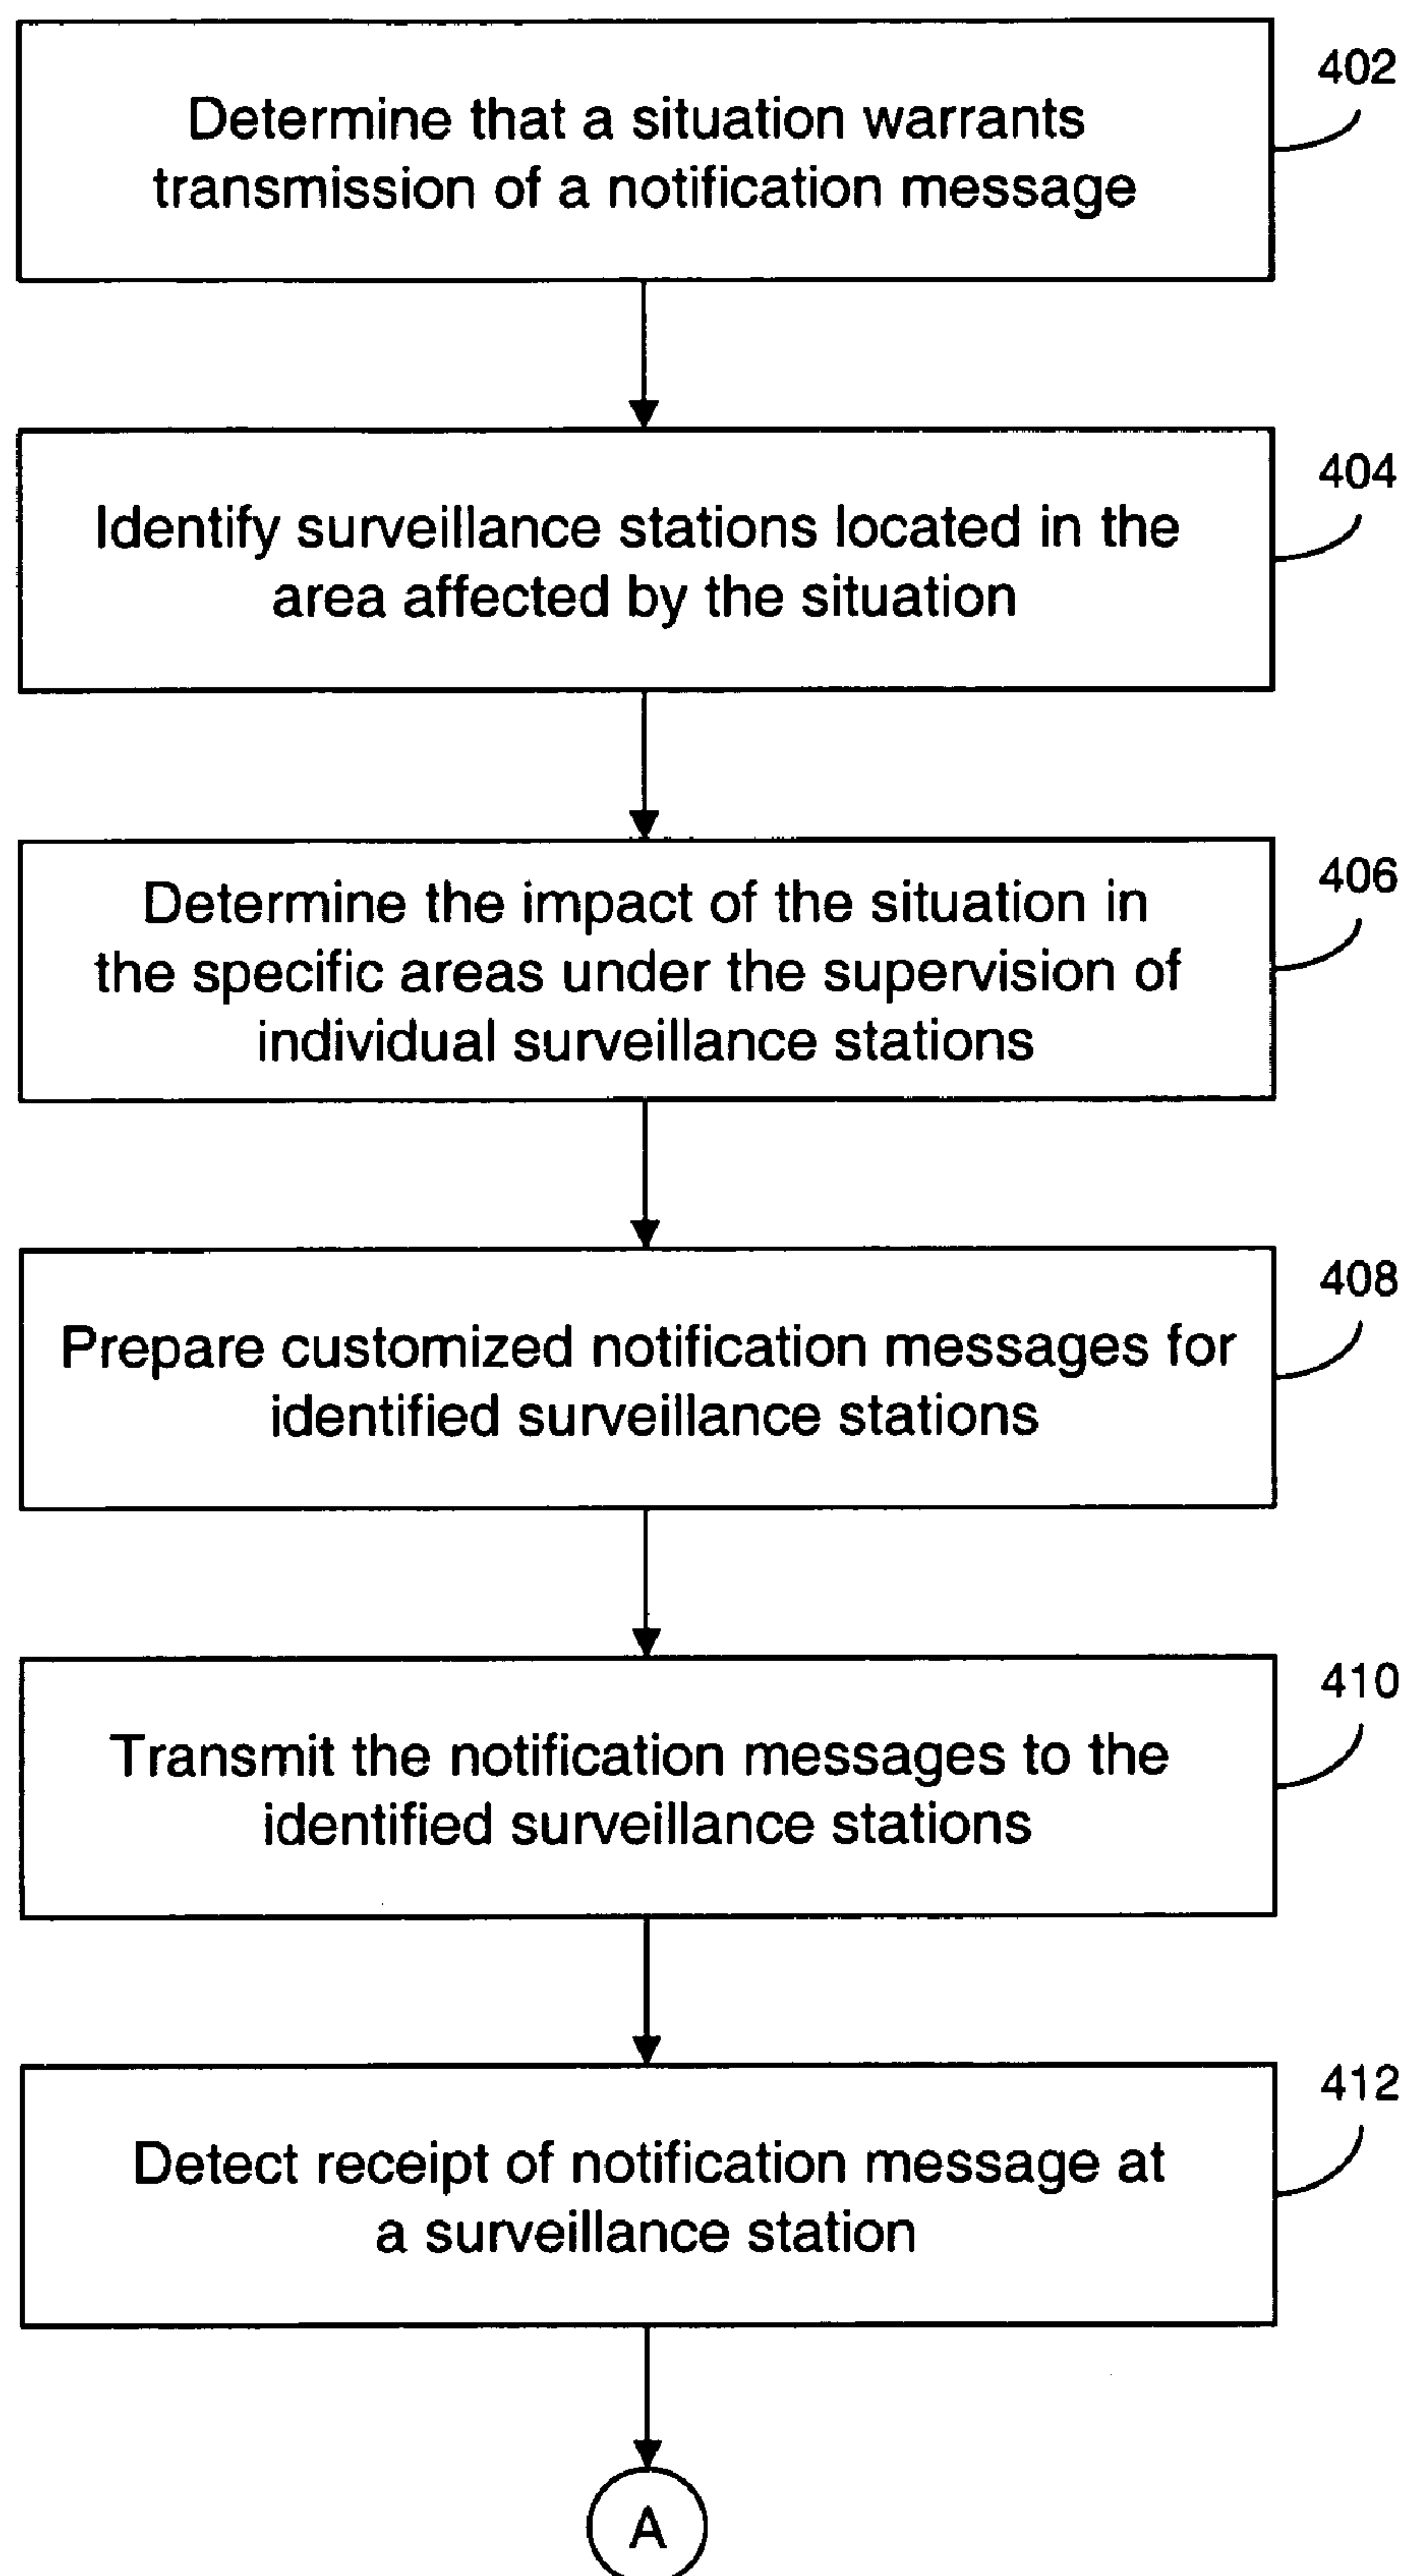 402
Determine that a situation warrants
transmission of a notification message
404
Identify surveillance stations located in the
area affected by the situation
406
Determine the impact of the situation in
the specific areas under the supervision of
individual surveillance stations
408
Prepare customized notification messages for
identified surveillance stations
410
Transmit the notification messages to the
identified surveillance stations
412
Detect receipt of notification message at
a surveillance station
A